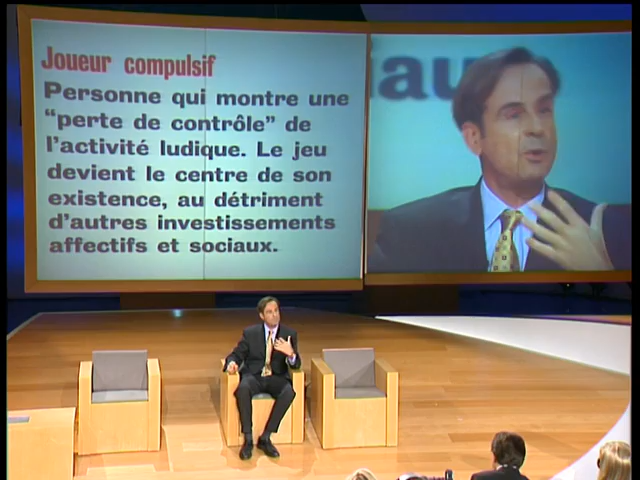 Joueur compulsif
Personne qui montre une
“perte de contrôle” de
l’activité ludique. Le jeu
devient le centre de son
existence, au détriment
d’autres investissements
affectifs et sociaux.